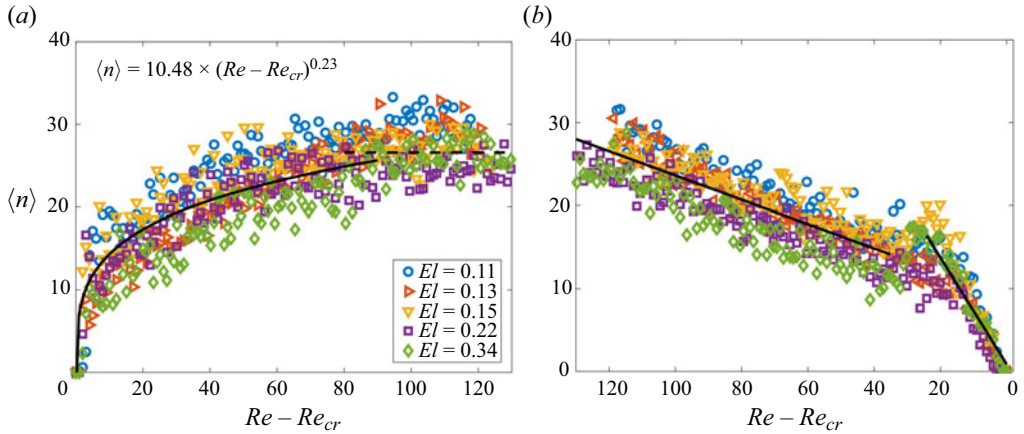 (a)
(b)
40
30
20
10
0
⟨n⟩
⟨n⟩ = 10.48 × (Re – Re_cr)^0.23
El = 0.11
El = 0.13
El = 0.15
El = 0.22
El = 0.34
0 20 40 60 80 100 120
Re – Re_cr
40
30
20
10
0
120 100 80 60 40 20 0
Re – Re_cr